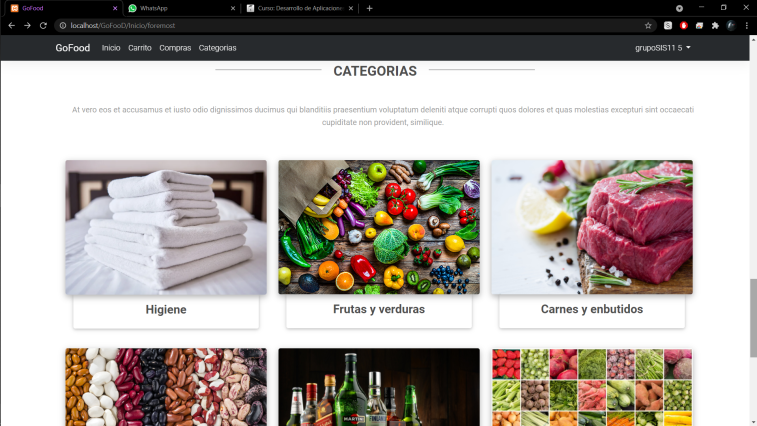 GoFood
WhatsApp
Curso: Desarrollo de Aplicacione
localhost/GoFooD/Inicio/foremost
GoFood Inicio Carrito Compras Categorias
grupoSIS11 5
CATEGORIAS
At vero eos et accusamus et iusto odio dignissimos ducimus qui blanditiis praesentium voluptatum deleniti atque corrupti quos dolores et quas molestias excepturi sint occaecati
cupiditate non provident, similique.
Higiene
Frutas y verduras
Carnes y enbutidos
MARTINI